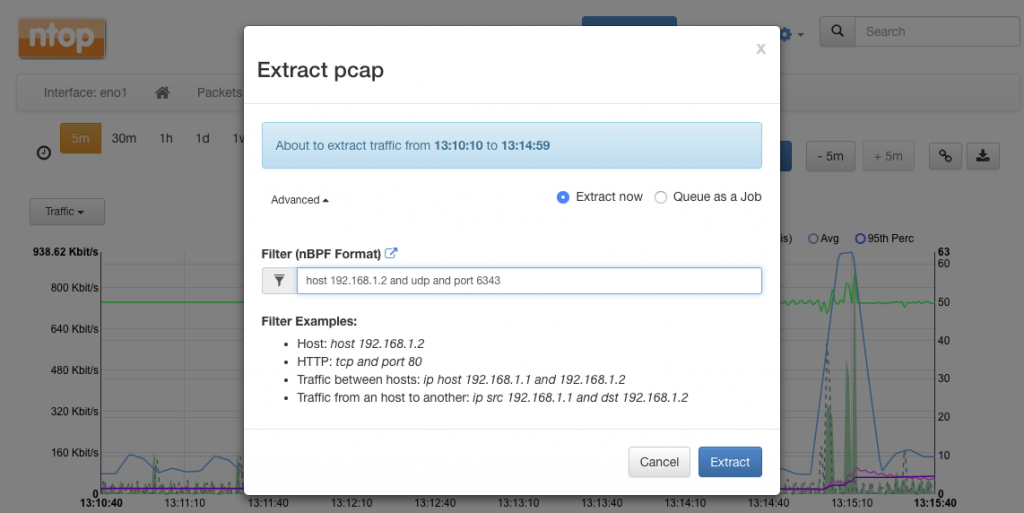 ntop
Search
x
Extract pcap
Interface: eno1
Packets
5m 30m 1h 1d
About to extract traffic from 13:10:10 to 13:14:59
- 5m + 5m
Advanced
Extract now Queue as a Job
Traffic
Avg 95th Perc
Filter (nBPF Format)
938.62 Kbit/s
63
60
host 192.168.1.2 and udp and port 6343
800 Kbit/s
50
Filter Examples:
640 Kbit/s
Host: host 192.168.1.2
40
HTTP: tcp and port 80
480 Kbit/s
Traffic between hosts: ip host 192.168.1.1 and 192.168.1.2
30
Traffic from an host to another: ip src 192.168.1.1 and dst 192.168.1.2
320 Kbit/s
20
160 Kbit/s
10
Cancel Extract
0
0
13:10:40 13:11:10 13:11:40 13:12:10 13:12:40 13:13:10 13:13:40 13:14:10 13:14:40 13:15:10 13:15:40